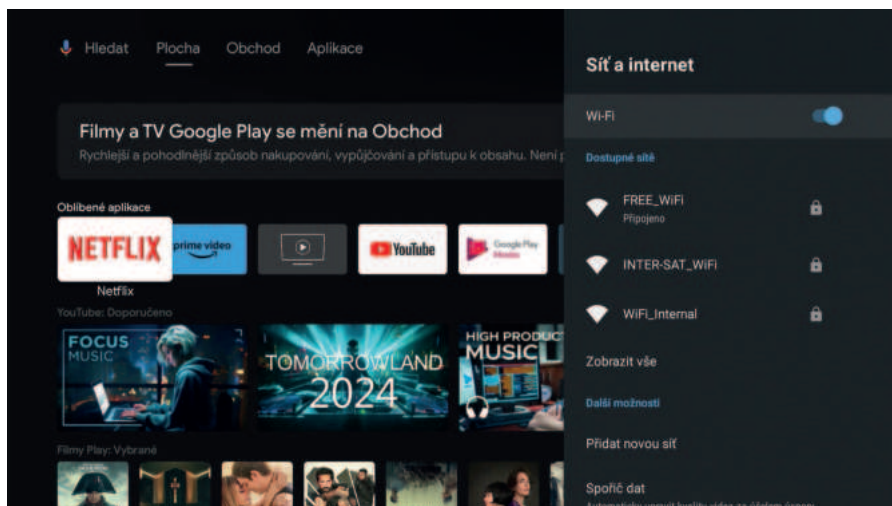 Hledat Plocha Obchod Aplikace
Filmy a TV Google Play se mění na Obchod
Rychlejší a pohodlnější způsob nakupování, vypůjčování a přístupu k obsahu. Není
Oblíbené aplikace
NETFLIX
prime video
YouTube
Google Play
Movies
Netflix
YouTube: Doporučeno
FOCUS
MUSIC
TOMORROWLAND
2024
HIGH PRODUC
MUSIC
Filmy Play: Vybrané
Síť a internet
Wi-Fi
Dostupné sítě
FREE_WiFi
Připojeno
INTER-SAT_WiFi
WiFi_Internal
Zobrazit vše
Další možnosti
Přidat novou síť
Spořič dat